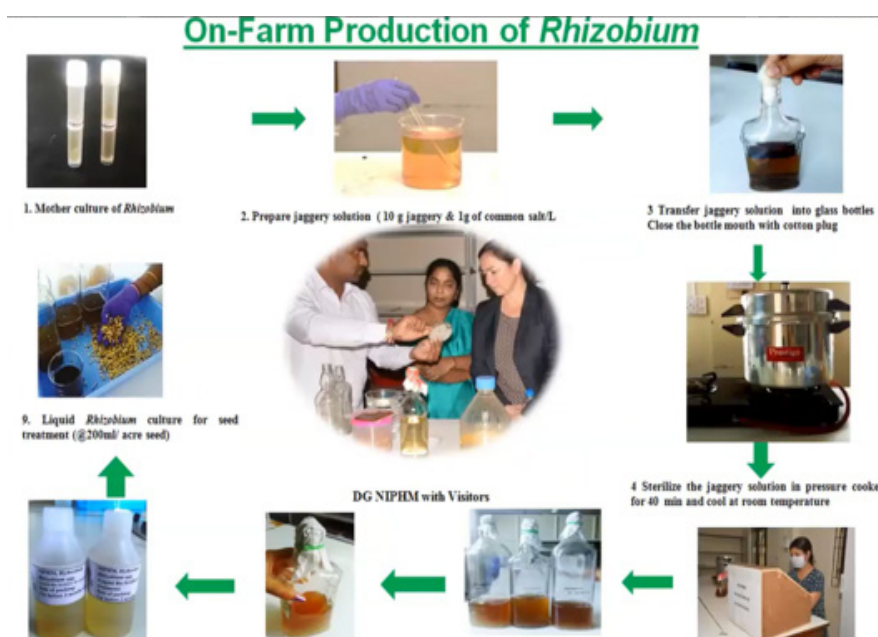 On-Farm Production of Rhizobium
1. Mother culture of Rhizobium
2. Prepare jaggery solution ( 10 g jaggery & 1g of common salt/L
3 Transfer jaggery solution into glass bottles
Close the bottle mouth with cotton plug
Prestige
4 Sterilize the jaggery solution in pressure cooke
for 40 min and cool at room temperature
DG NIPHM with Visitors
9. Liquid Rhizobium culture for seed
treatment (@200ml/ acre seed)